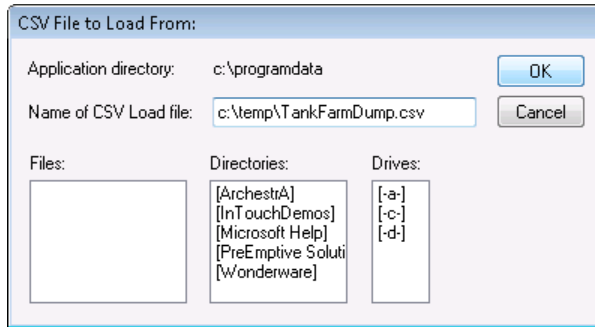 CSV File to Load From:
Application directory: c:\programdata OK
Name of CSV Load file: c:\temp\TankFarmDump.csv Cancel
Files: Directories: Drives:
[ArchestrA] [-a-]
[InTouchDemos] [-c-]
[Microsoft Help] [-d-]
[PreEmptive Soluti
[Wonderware]